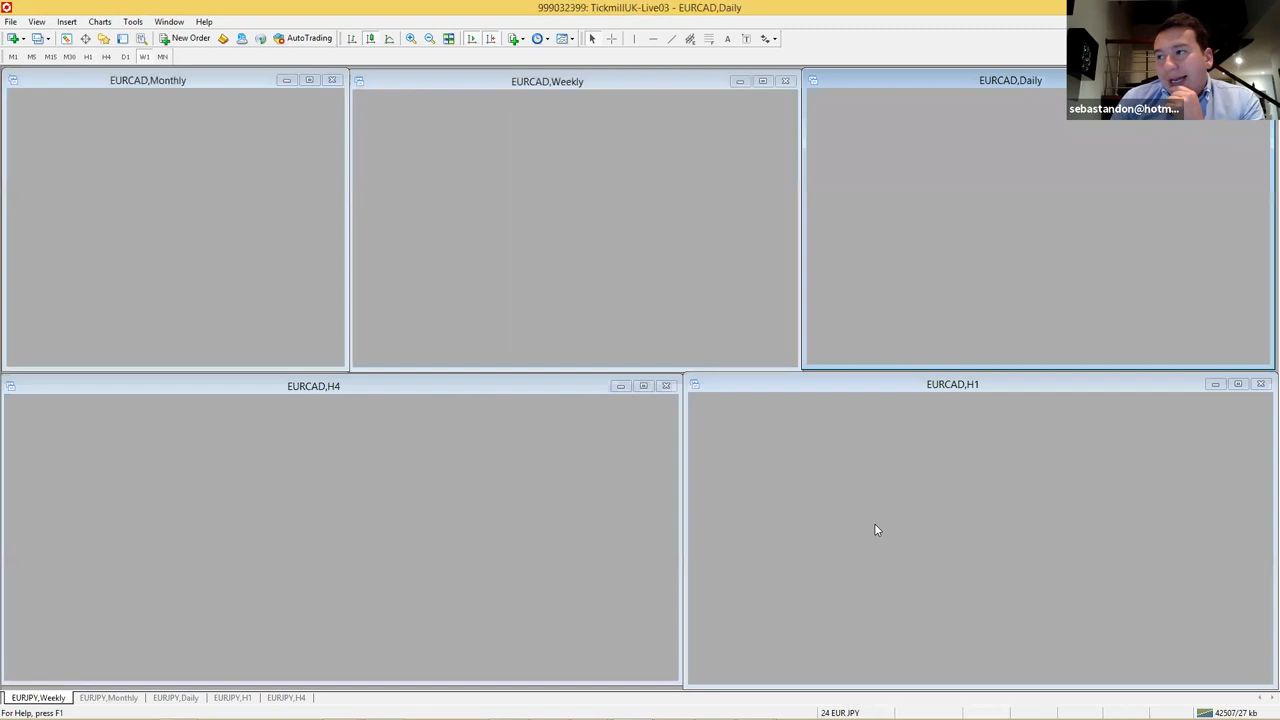 999032399: TickmillUK-Live03 - EURCAD,Daily
File View Insert Charts Tools Window Help
New Order AutoTrading
M1 M5 M15 M30 H1 H4 D1 W1 MN
EURCAD,Monthly
EURCAD,Weekly
EURCAD,Daily
sebastandon@hotm...
EURCAD,H4
EURCAD,H1
EURJPY,Weekly EURJPY,Monthly EURJPY,Daily EURJPY,H1 EURJPY,H4
For Help, press F1
24 EUR JPY
42507/27 kb